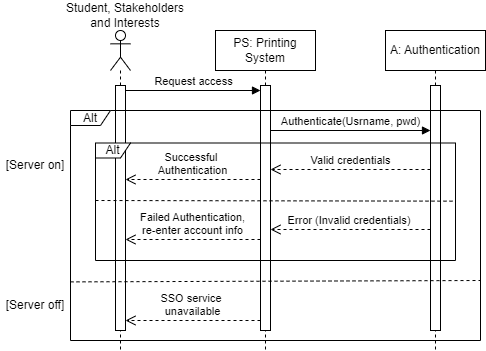 Student, Stakeholders
and Interests
PS: Printing
System
A: Authentication
Request access
Alt
Authenticate(Usrname, pwd)
Alt
[Server on]
Successful
Authentication
Valid credentials
Failed Authentication,
re-enter account info
Error (Invalid credentials)
[Server off]
SSO service
unavailable